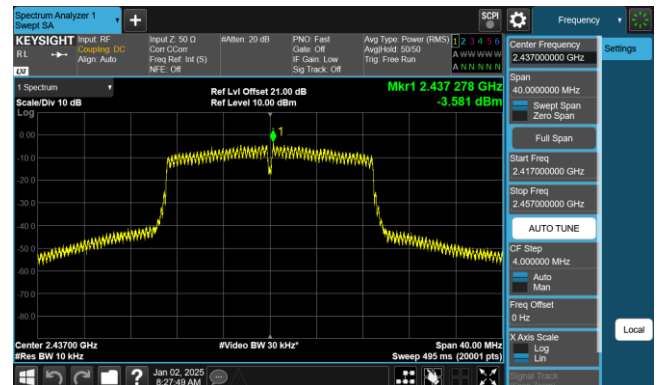 Spectrum Analyzer 1
Swept SA
SCPI
Frequency
KEYSIGHT
RL
LXI
Input: RF
Coupling: DC
Align: Auto
Input Z: 50 Ω
Corr CCorr
Freq Ref: Int (S)
NFE: Off
#Atten: 20 dB
PNO: Fast
Gate: Off
IF Gain: Low
Sig Track: Off
Avg Type: Power (RMS)
Avg|Hold: 50/50
Trig: Free Run
1 2 3 4 5 6
A W W W W W
A N N N N N
1 Spectrum
Scale/Div 10 dB
Log
Ref Lvl Offset 21.00 dB
Ref Level 10.00 dBm
Mkr1 2.437 278 GHz
-3.581 dBm
1
0.00
-10.0
-20.0
-30.0
-40.0
-50.0
-60.0
-70.0
-80.0
Center 2.43700 GHz
#Res BW 10 kHz
#Video BW 30 kHz*
Span 40.00 MHz
Sweep 495 ms (20001 pts)
Jan 02, 2025
8:27:49 AM
Center Frequency
2.437000000 GHz
Span
40.0000000 MHz
Swept Span
Zero Span
Full Span
Start Freq
2.417000000 GHz
Stop Freq
2.457000000 GHz
AUTO TUNE
CF Step
4.000000 MHz
Auto
Man
Freq Offset
0 Hz
X Axis Scale
Log
Lin
Signal Track
Settings
Local